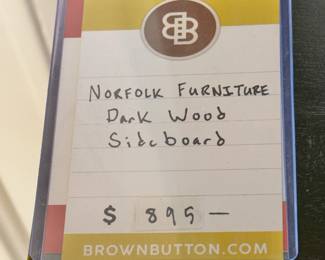 NORFOLK FURNITURE
DARK WOOD
SIDEBOARD
$ 895 —
BROWNBUTTON.COM